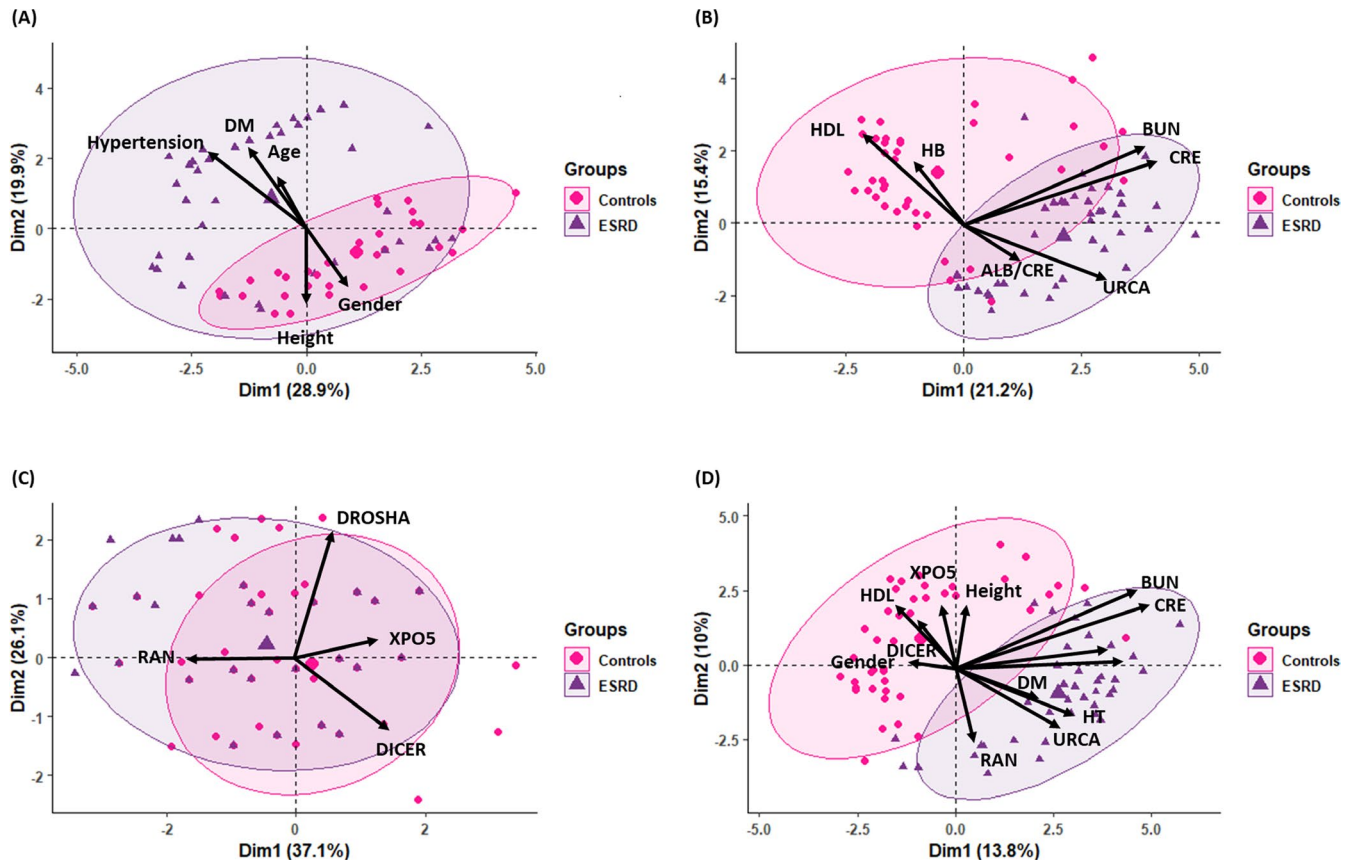 (A)
Dim2 (19.9%)
4
2
0
-2
-5.0
-2.5
0.0
2.5
5.0
Dim1 (28.9%)
Hypertension
DM
Age
Gender
Height
Groups
Controls
ESRD
(B)
Dim2 (15.4%)
4
2
0
-2
-2.5
0.0
2.5
5.0
Dim1 (21.2%)
HDL
HB
BUN
CRE
ALB/CRE
URCA
Groups
Controls
ESRD
(C)
Dim2 (26.1%)
2
1
0
-1
-2
-2
0
2
Dim1 (37.1%)
DROSHA
XPO5
RAN
DICER
Groups
Controls
ESRD
(D)
Dim2 (10%)
5.0
2.5
0.0
-2.5
-2.5
0.0
2.5
5.0
Dim1 (13.8%)
XPO5
Height
HDL
BUN
CRE
DICER
Gender
DM
HT
URCA
RAN
Groups
Controls
ESRD